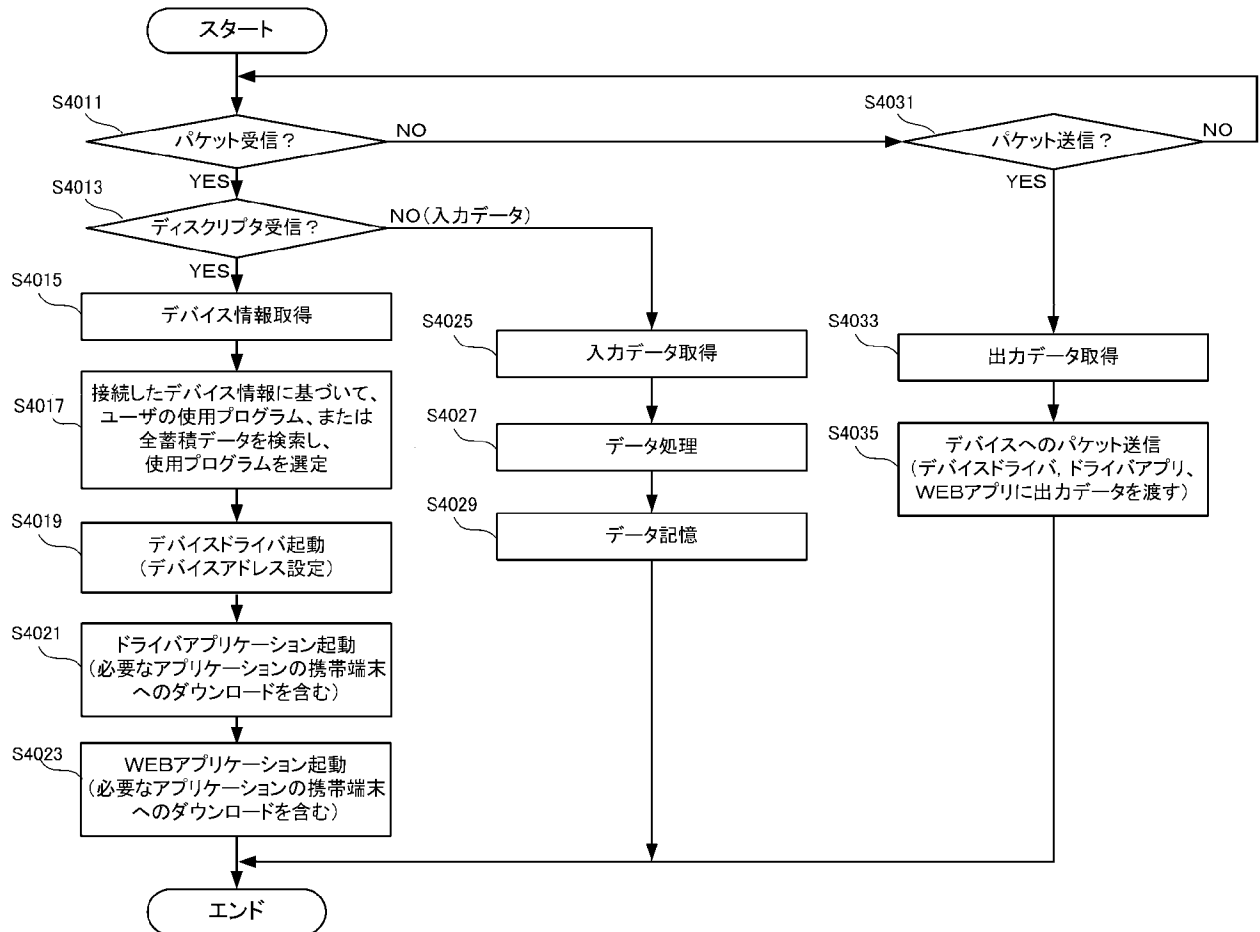 スタート
S4011
パケット受信？
NO
S4031
パケット送信？
NO
YES
YES
S4013
ディスクリプタ受信？
NO（入力データ）
YES
S4015
デバイス情報取得
S4017
接続したデバイス情報に基づいて、
ユーザの使用プログラム、または
全蓄積データを検索し、
使用プログラムを選定
S4019
デバイスドライバ起動
（デバイスアドレス設定）
S4021
ドライバアプリケーション起動
（必要なアプリケーションの携帯端末
へのダウンロードを含む）
S4023
WEBアプリケーション起動
（必要なアプリケーションの携帯端末
へのダウンロードを含む）
S4025
入力データ取得
S4027
データ処理
S4029
データ記憶
S4033
出力データ取得
S4035
デバイスへのパケット送信
（デバイスドライバ，ドライバアプリ、
WEBアプリに出力データを渡す）
エンド